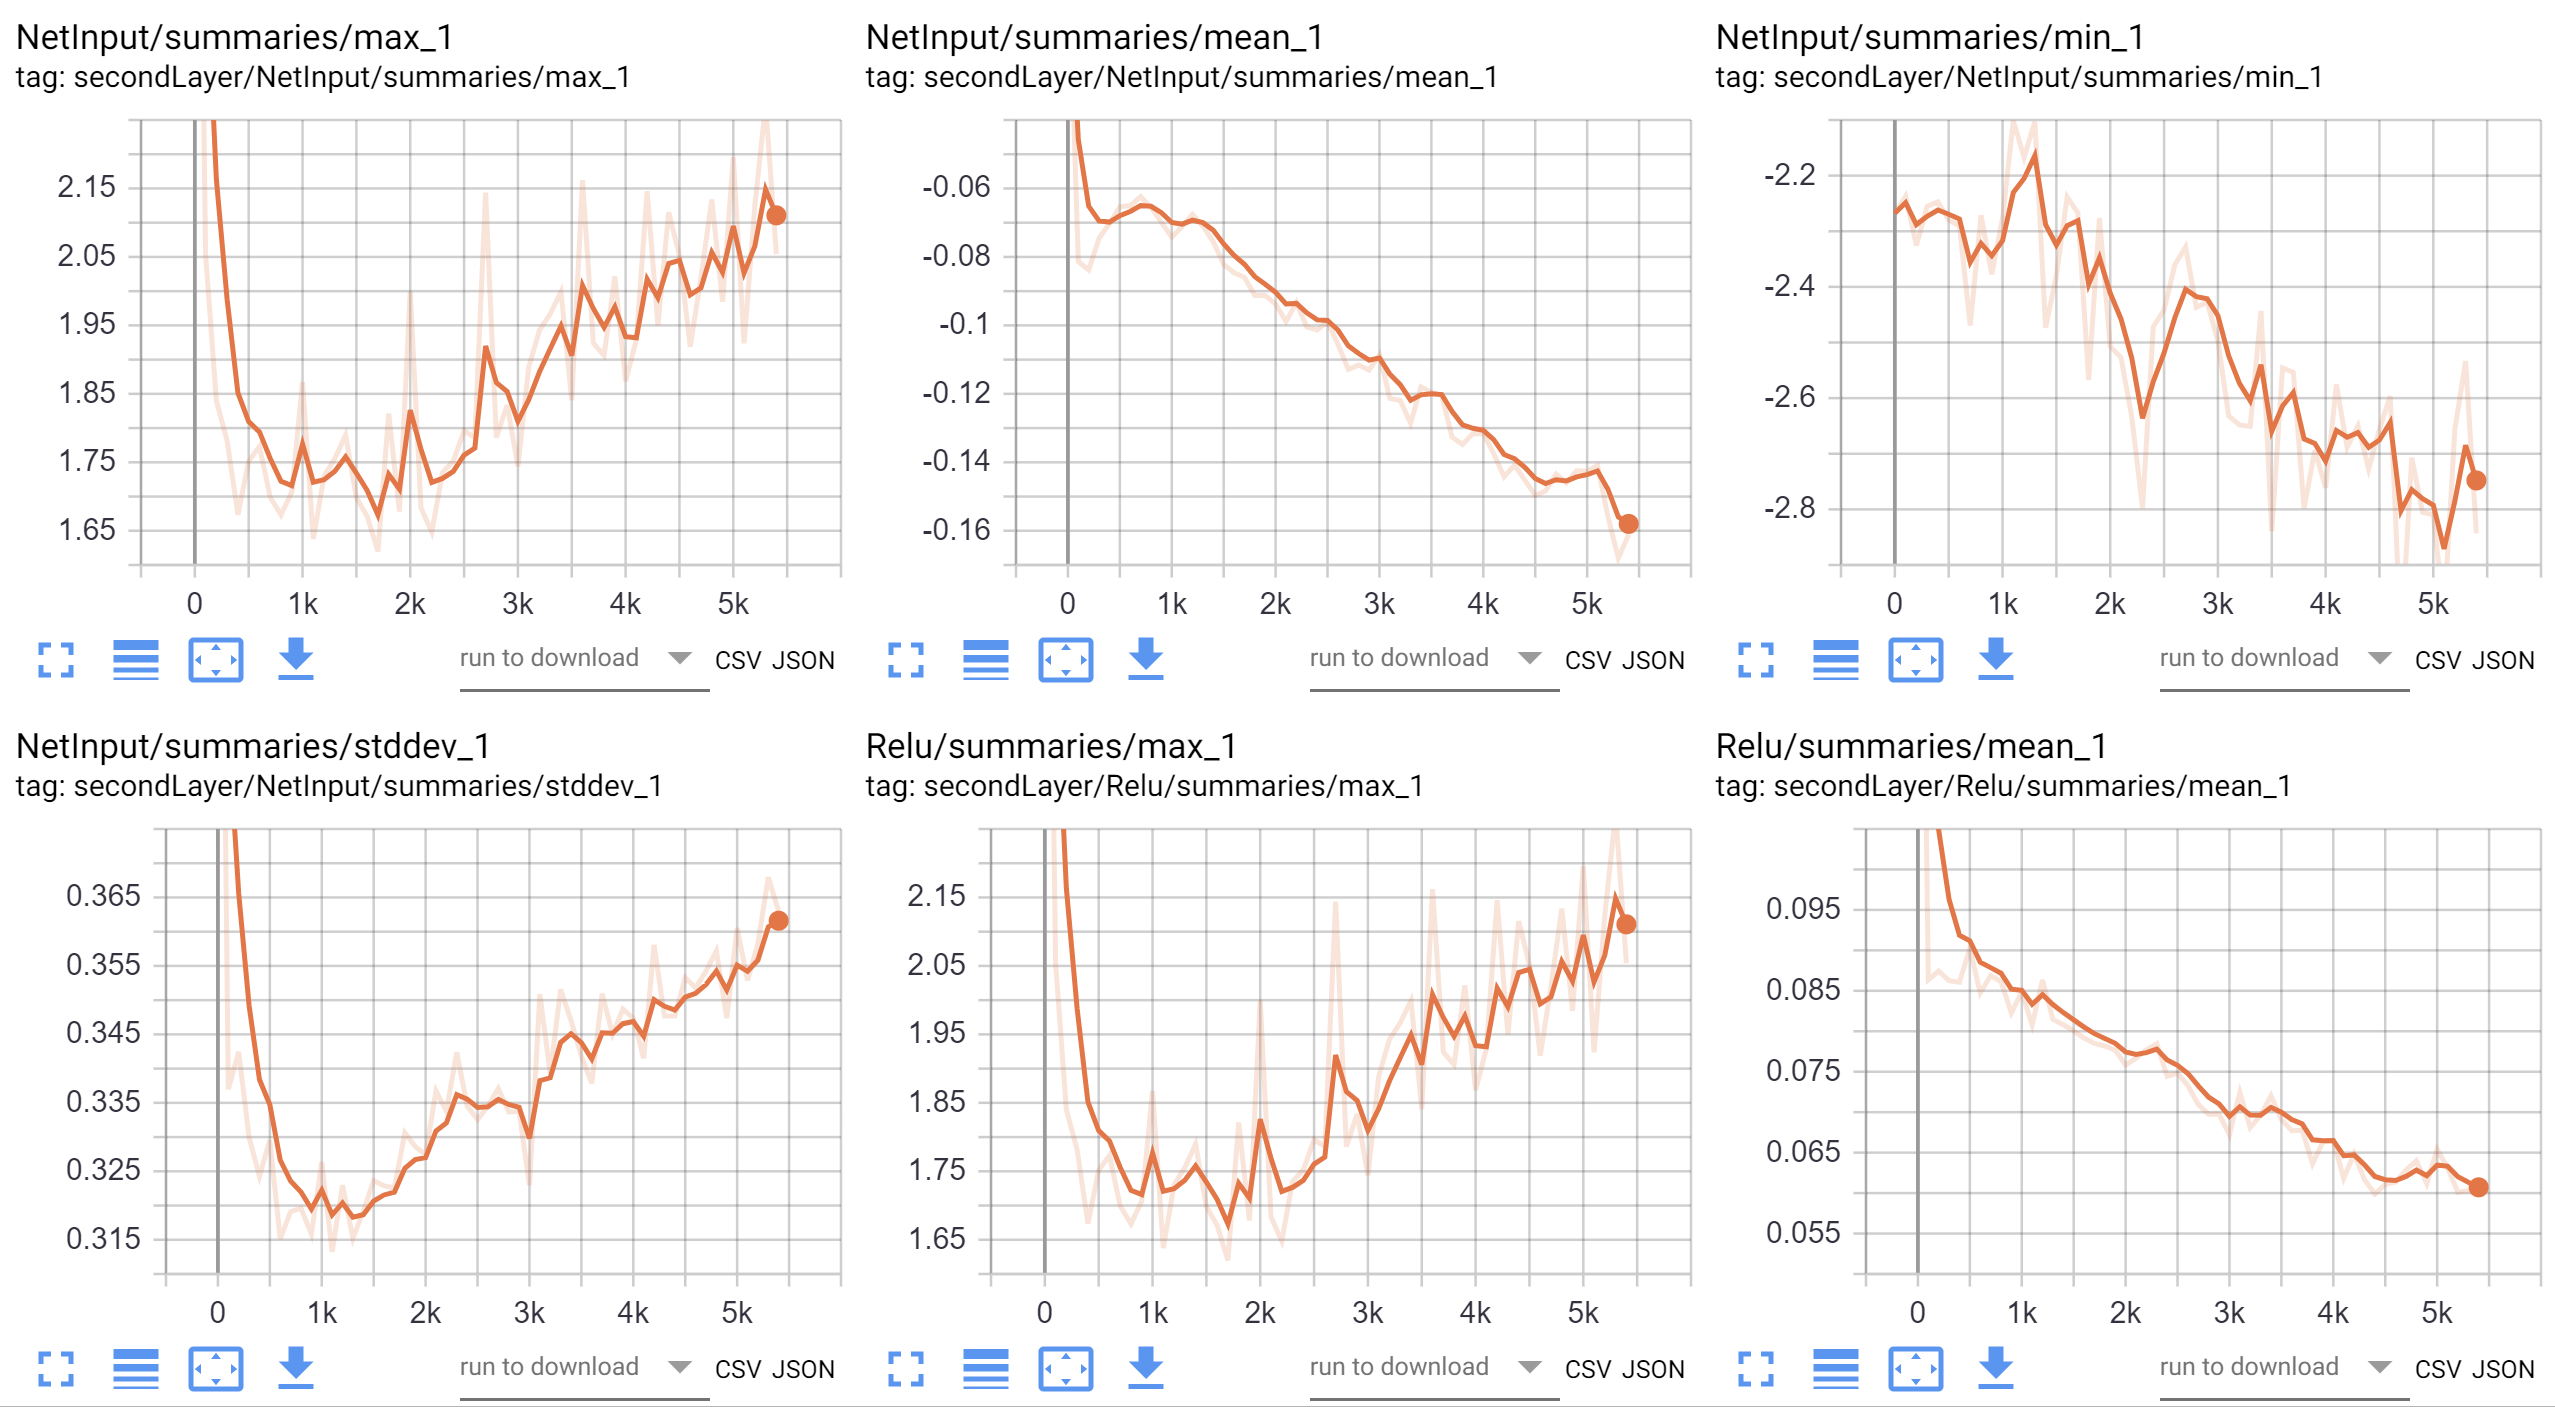 NetInput/summaries/max_1
tag: secondLayer/NetInput/summaries/max_1
2.15
2.05
1.95
1.85
1.75
1.65
0 1k 2k 3k 4k 5k
run to download CSV JSON
NetInput/summaries/mean_1
tag: secondLayer/NetInput/summaries/mean_1
-0.06
-0.08
-0.1
-0.12
-0.14
-0.16
0 1k 2k 3k 4k 5k
run to download CSV JSON
NetInput/summaries/min_1
tag: secondLayer/NetInput/summaries/min_1
-2.2
-2.4
-2.6
-2.8
0 1k 2k 3k 4k 5k
run to download CSV JSON
NetInput/summaries/stddev_1
tag: secondLayer/NetInput/summaries/stddev_1
0.365
0.355
0.345
0.335
0.325
0.315
0 1k 2k 3k 4k 5k
run to download CSV JSON
Relu/summaries/max_1
tag: secondLayer/Relu/summaries/max_1
2.15
2.05
1.95
1.85
1.75
1.65
0 1k 2k 3k 4k 5k
run to download CSV JSON
Relu/summaries/mean_1
tag: secondLayer/Relu/summaries/mean_1
0.095
0.085
0.075
0.065
0.055
0 1k 2k 3k 4k 5k
run to download CSV JSON